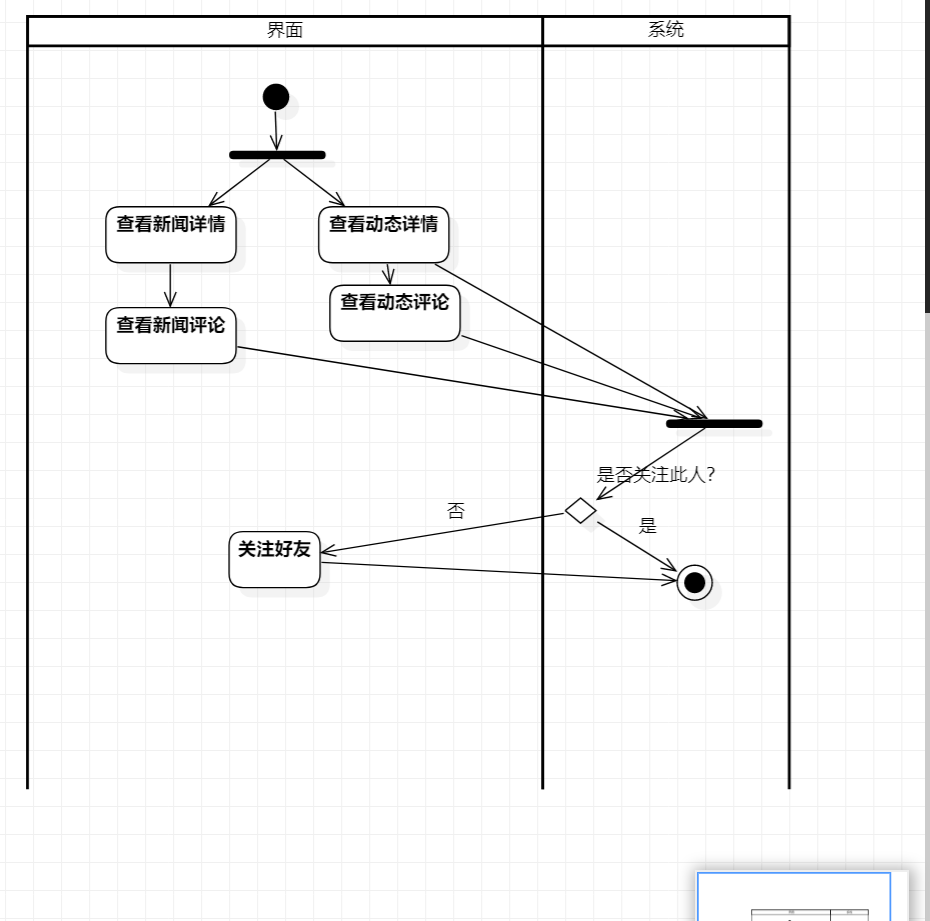 界面
系统
查看新闻详情
查看动态详情
查看动态评论
查看新闻评论
是否关注此人?
否
是
关注好友